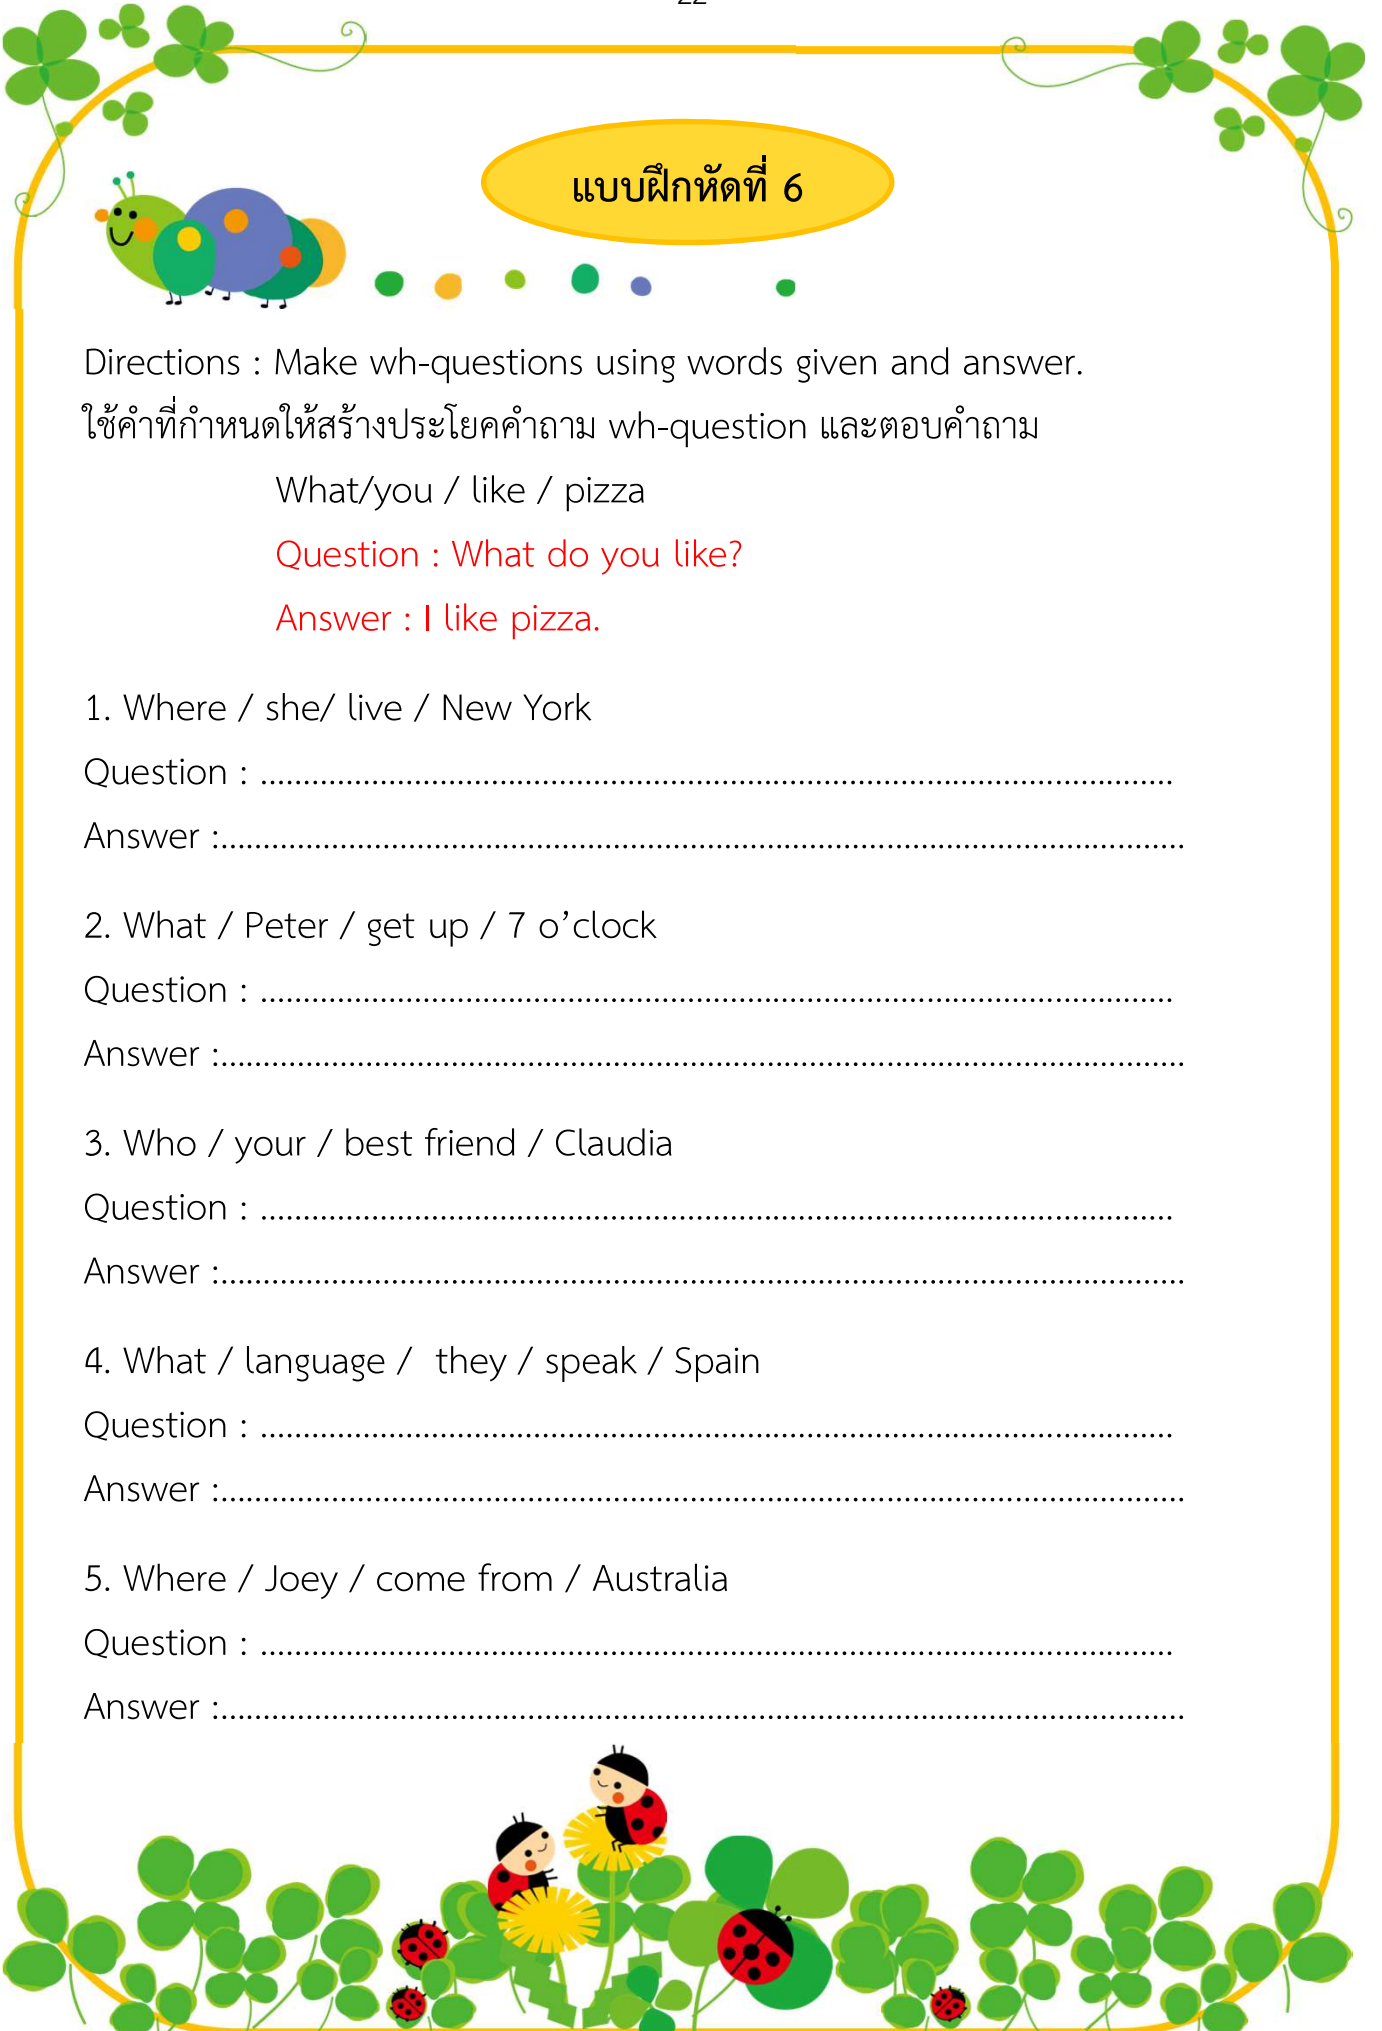 22
แบบฝึกหัดที่ 6
Directions : Make wh-questions using words given and answer.
ใช้คำที่กำหนดให้สร้างประโยคคำถาม wh-question และตอบคำถาม
What/you / like / pizza
Question : What do you like?
Answer : I like pizza.
1. Where / she/ live / New York
Question : ............................................................................................................
Answer :..................................................................................................................
2. What / Peter / get up / 7 o’clock
Question : ............................................................................................................
Answer :..................................................................................................................
3. Who / your / best friend / Claudia
Question : ............................................................................................................
Answer :..................................................................................................................
4. What / language /  they / speak / Spain
Question : ............................................................................................................
Answer :..................................................................................................................
5. Where / Joey / come from / Australia
Question : ............................................................................................................
Answer :..................................................................................................................